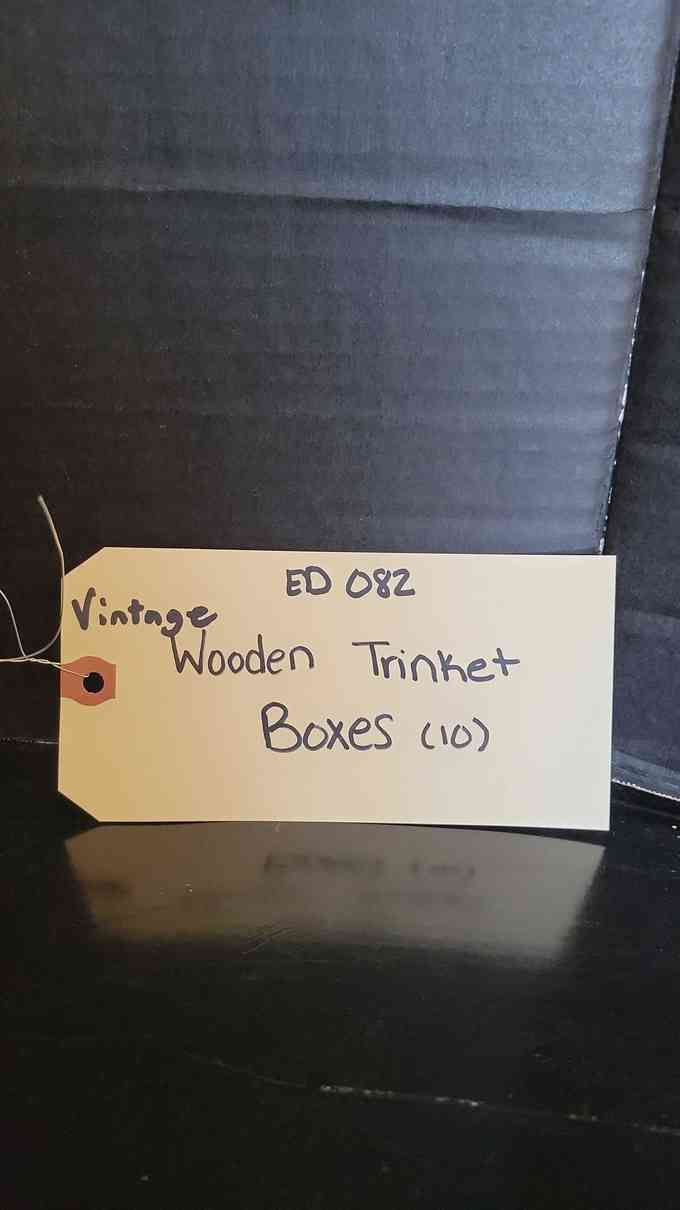 ED 082
Vintage
Wooden Trinket
Boxes (10)